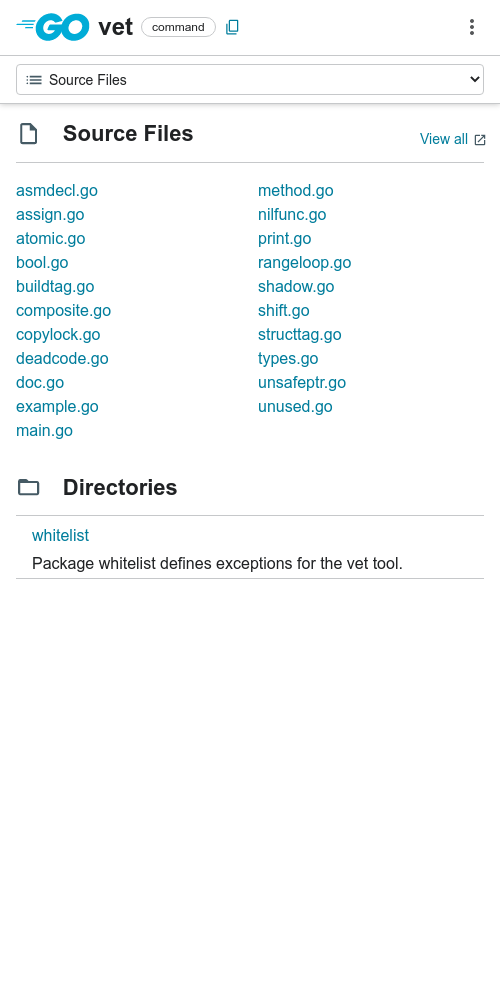 GO vet command
Source Files
Source Files
View all
asmdecl.go
assign.go
atomic.go
bool.go
buildtag.go
composite.go
copylock.go
deadcode.go
doc.go
example.go
main.go
method.go
nilfunc.go
print.go
rangeloop.go
shadow.go
shift.go
structtag.go
types.go
unsafeptr.go
unused.go
Directories
whitelist
Package whitelist defines exceptions for the vet tool.